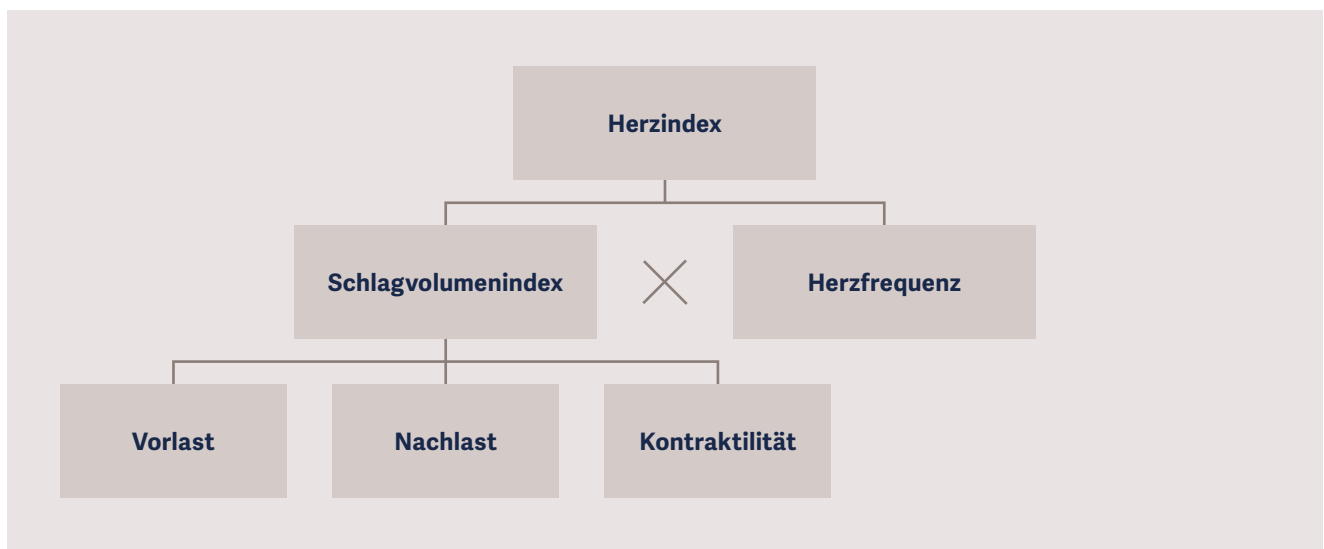 Herzindex
Schlagvolumenindex
Herzfrequenz
Vorlast
Nachlast
Kontraktilität